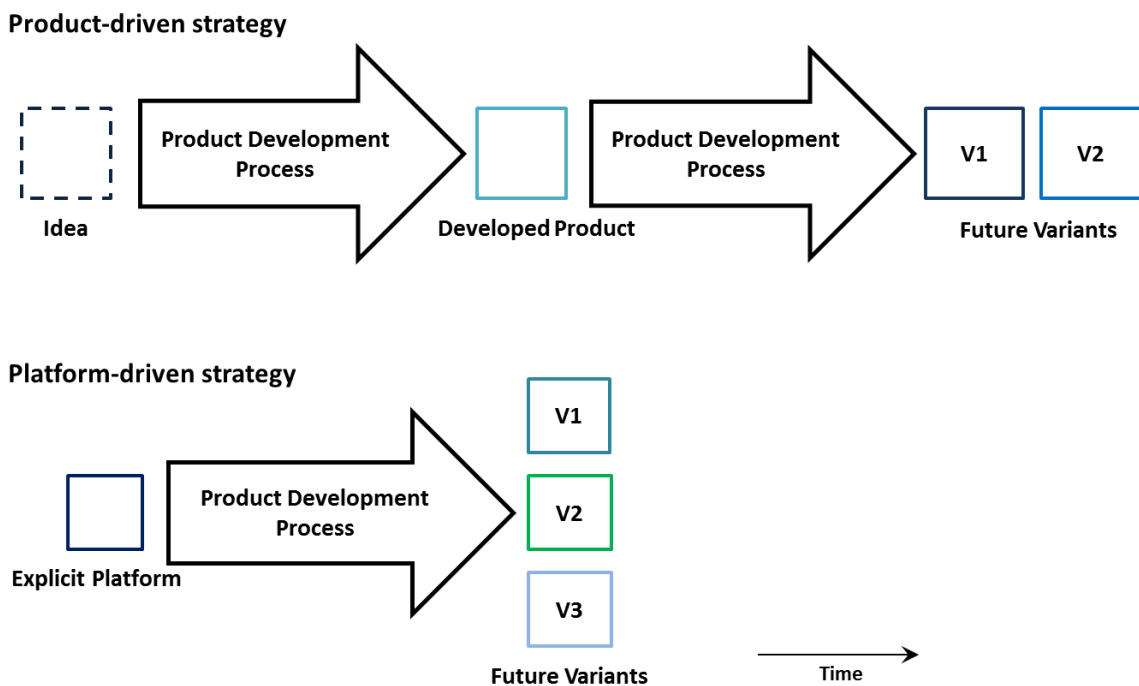 Product-driven strategy
Product Development
Process
Product Development
Process
V1
V2
Idea
Developed Product
Future Variants
Platform-driven strategy
V1
Product Development
Process
V2
Explicit Platform
V3
Future Variants
Time